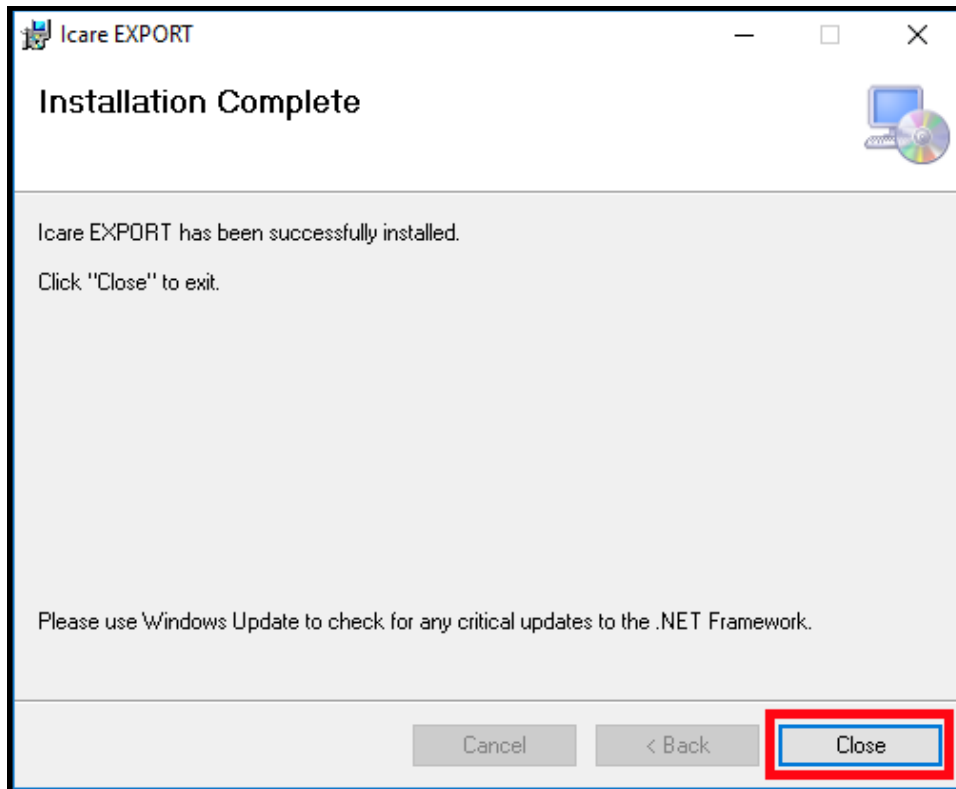 Icare EXPORT
Installation Complete
Icare EXPORT has been successfully installed.
Click "Close" to exit.
Please use Windows Update to check for any critical updates to the .NET Framework.
Cancel
< Back
Close